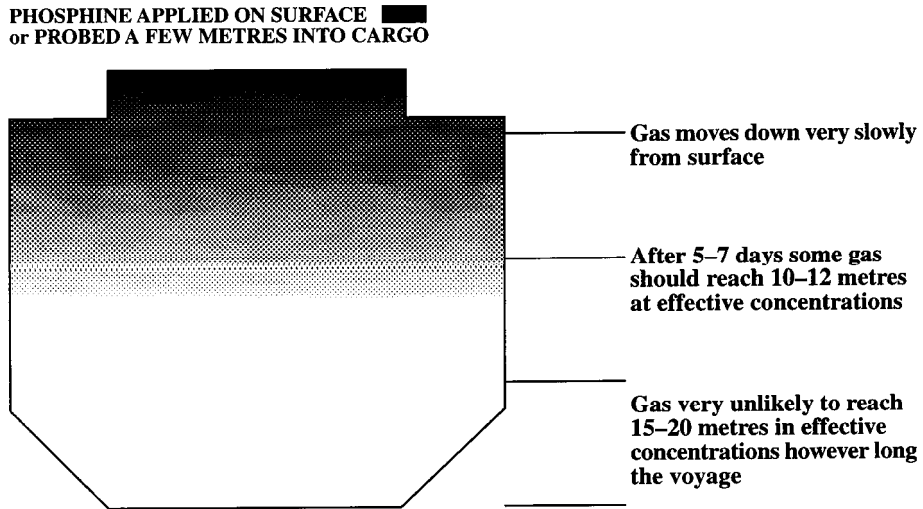 PHOSPHINE APPLIED ON SURFACE
or PROBED A FEW METRES INTO CARGO
Gas moves down very slowly
from surface
After 5–7 days some gas
should reach 10–12 metres
at effective concentrations
Gas very unlikely to reach
15–20 metres in effective
concentrations however long
the voyage